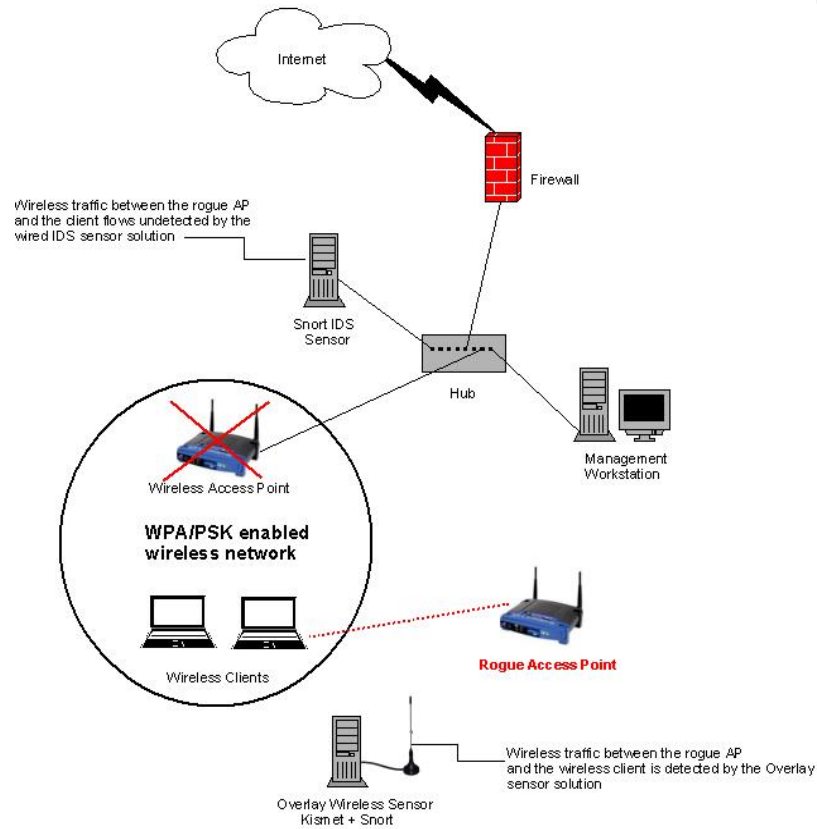 Internet
Firewall
Wireless traffic between the rogue AP
and the client flows undetected by the
wired IDS sensor solution
Snort IDS
Sensor
Hub
Management
Workstation
Wireless Access Point
WPA/PSK enabled
wireless network
Wireless Clients
Rogue Access Point
Wireless traffic between the rogue AP
and the wireless client is detected by the Overlay
sensor solution
Overlay Wireless Sensor
Kismet + Snort